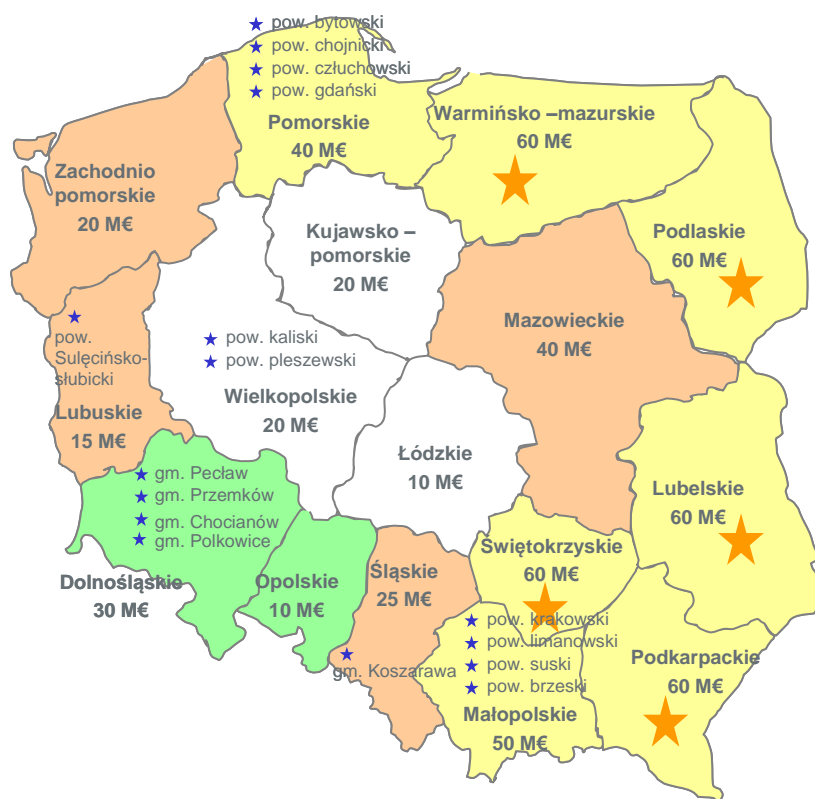 pow. bytowski
pow. chojnicki
pow. człuchowski
pow. gdański
Pomorskie
40 M€
Warmińsko –mazurskie
60 M€
Zachodnio
pomorskie
20 M€
Kujawsko –
pomorskie
20 M€
Podlaskie
60 M€
Mazowieckie
40 M€
pow.
Sulęcińsko-
słubicki
Lubuskie
15 M€
pow. kaliski
pow. pleszewski
Wielkopolskie
20 M€
Łódzkie
10 M€
Lubelskie
60 M€
gm. Pecław
gm. Przemków
gm. Chocianów
gm. Polkowice
Dolnośląskie
30 M€
Opolskie
10 M€
Śląskie
25 M€
gm. Koszarawa
Świętokrzyskie
60 M€
pow. krakowski
pow. limanowski
pow. suski
pow. brzeski
Małopolskie
50 M€
Podkarpackie
60 M€